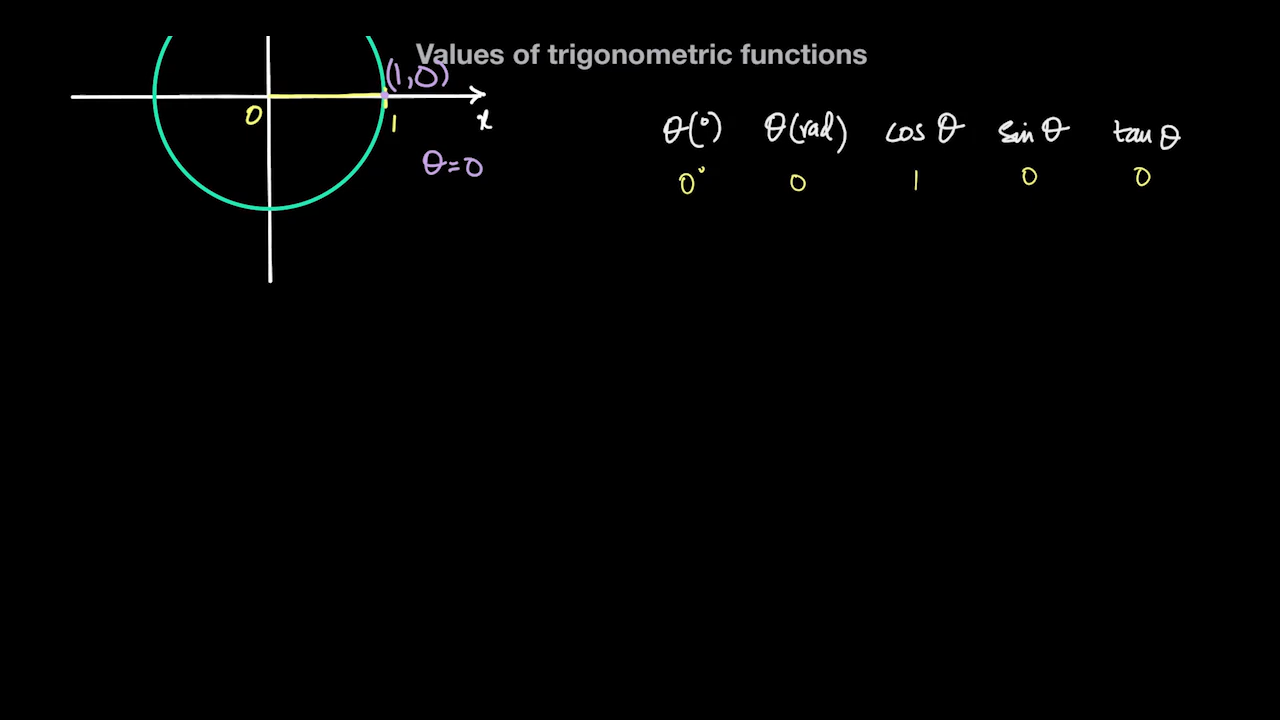 Values of trigonometric functions
(1,0)
0
1
x
θ=0
θ(°) θ(rad) cos θ sin θ tan θ
0° 0 1 0 0